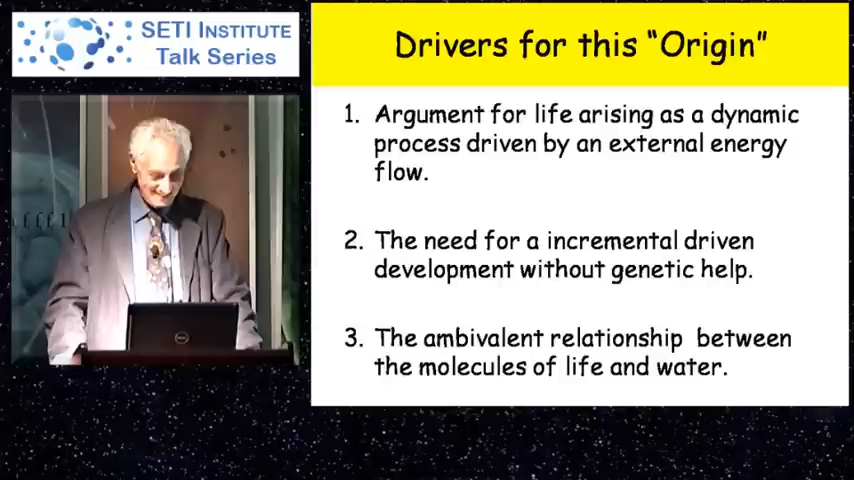 SETI INSTITUTE
Talk Series
Drivers for this “Origin”
1. Argument for life arising as a dynamic
process driven by an external energy
flow.
2. The need for a incremental driven
development without genetic help.
3. The ambivalent relationship between
the molecules of life and water.